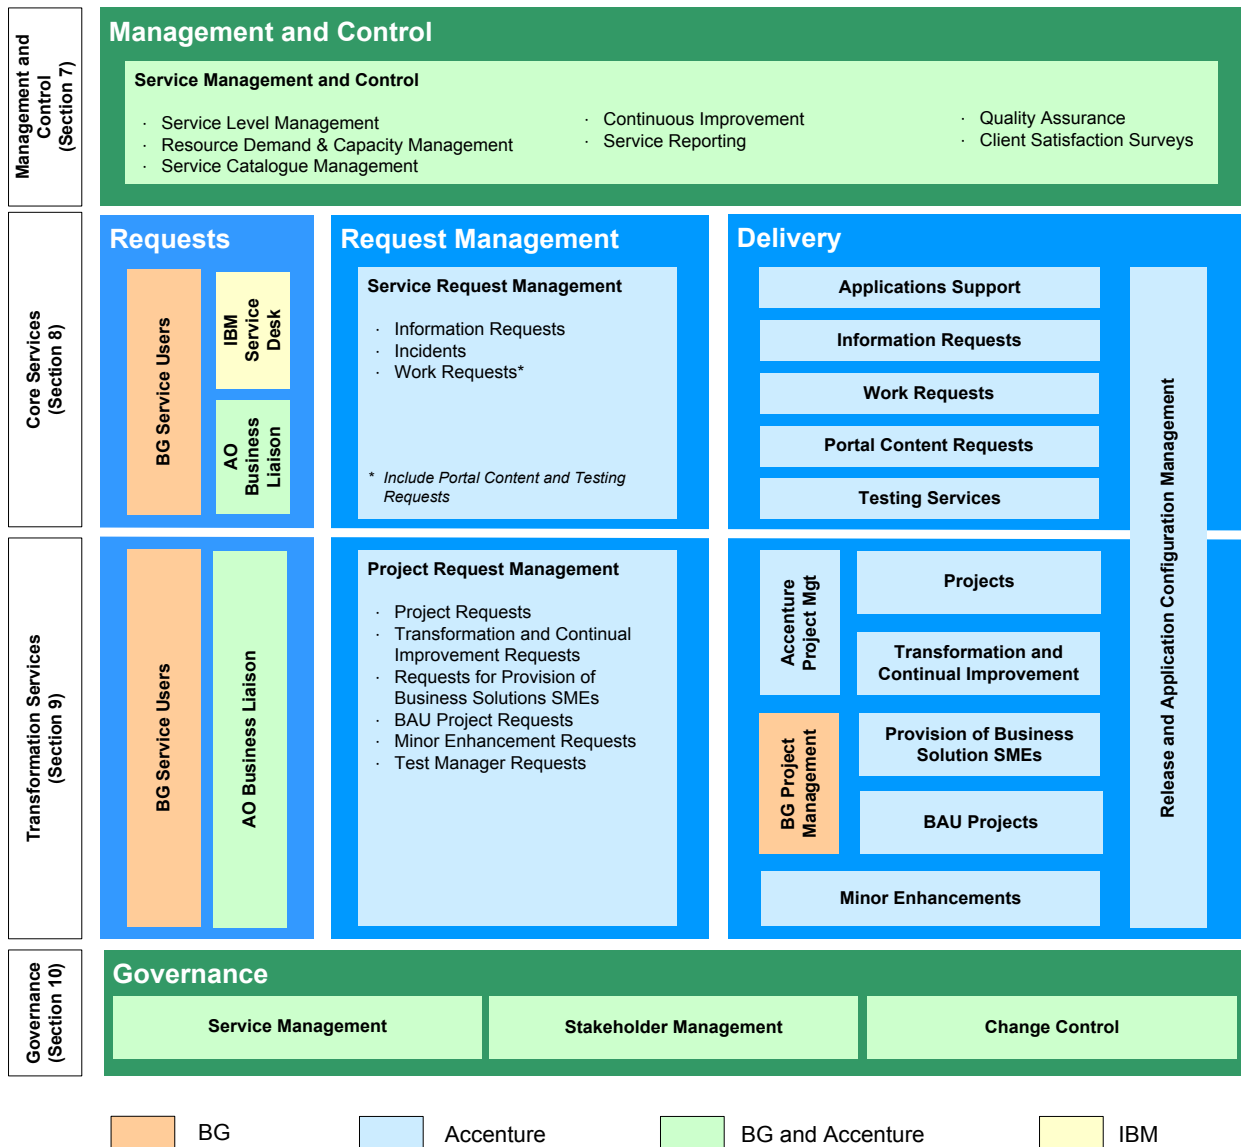 Management and
Control
(Section 7)
Management and Control
Service Management and Control
· Service Level Management
· Resource Demand & Capacity Management
· Service Catalogue Management
· Continuous Improvement
· Service Reporting
· Quality Assurance
· Client Satisfaction Surveys
Core Services
(Section 8)
Requests
BG Service Users
IBM
Service
Desk
AO
Business
Liaison
Request Management
Service Request Management
· Information Requests
· Incidents
· Work Requests*
* Include Portal Content and Testing
Requests
Delivery
Applications Support
Information Requests
Work Requests
Portal Content Requests
Testing Services
Release and Application Configuration Management
Transformation Services
(Section 9)
BG Service Users
AO Business Liaison
Project Request Management
· Project Requests
· Transformation and Continual
Improvement Requests
· Requests for Provision of
Business Solutions SMEs
· BAU Project Requests
· Minor Enhancement Requests
· Test Manager Requests
Accenture
Project Mgt
Projects
Transformation and
Continual Improvement
BG Project
Management
Provision of Business
Solution SMEs
BAU Projects
Minor Enhancements
Governance
(Section 10)
Governance
Service Management
Stakeholder Management
Change Control
BG
Accenture
BG and Accenture
IBM